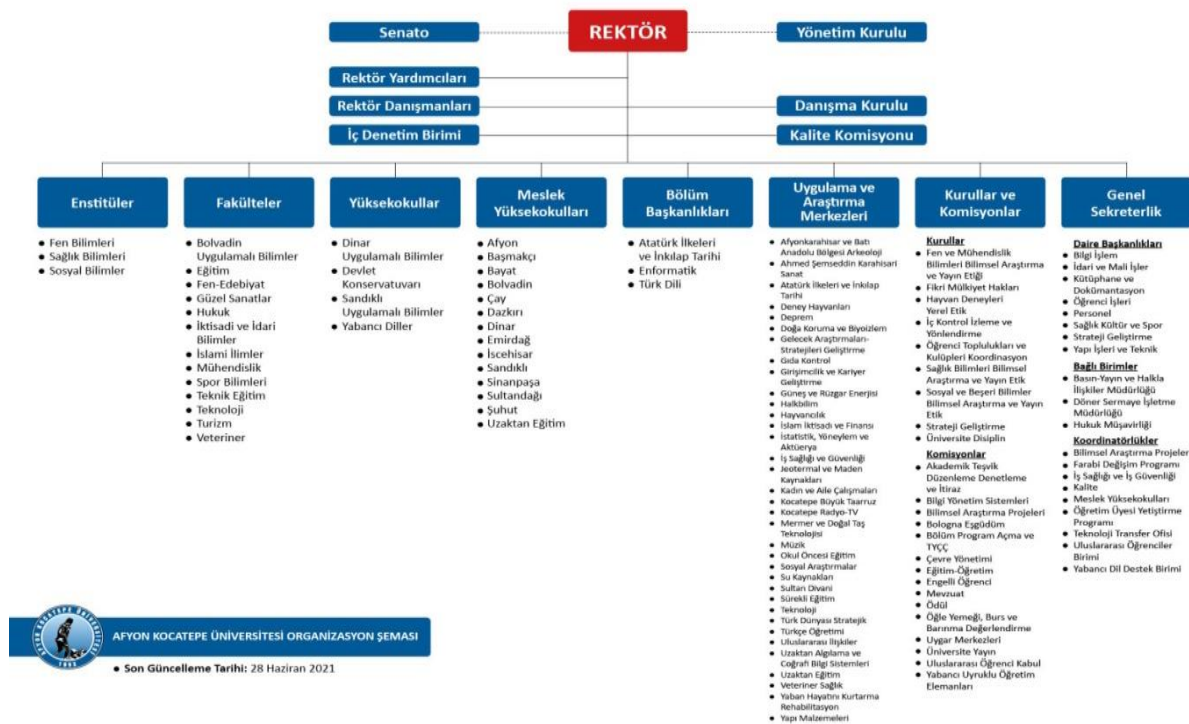 Senato
REKTÖR
Yönetim Kurulu
Rektör Yardımcıları
Rektör Danışmanları
Danışma Kurulu
İç Denetim Birimi
Kalite Komisyonu
Enstitüler
• Fen Bilimleri
• Sağlık Bilimleri
• Sosyal Bilimler
Fakülteler
• Bolvadin
Uygulamalı Bilimler
• Eğitim
• Fen-Edebiyat
• Güzel Sanatlar
• Hukuk
• İktisadi ve İdari
Bilimler
• İslami İlimler
• Mühendislik
• Spor Bilimleri
• Teknik Eğitim
• Teknoloji
• Turizm
• Veteriner
Yüksekokullar
• Dinar
Uygulamalı Bilimler
• Devlet
Konservatuvarı
• Sandıklı
Uygulamalı Bilimler
• Yabancı Diller
Meslek
Yüksekokulları
• Afyon
• Başmakçı
• Bayat
• Bolvadin
• Çay
• Dazkırı
• Dinar
• Emirdağ
• İscehisar
• Sandıklı
• Sinanpaşa
• Sultandağı
• Şuhut
• Uzaktan Eğitim
Bölüm
Başkanlıkları
• Atatürk İlkeleri
ve İnkılap Tarihi
• Enformatik
• Türk Dili
Uygulama ve
Araştırma
Merkezleri
• Afyonkarahisar ve Batı
Anadolu Bölgesi Arkeoloji
• Ahmed Şemseddin Karahisari
Sanat
• Atatürk İlkeleri ve İnkılap
Tarihi
• Deney Hayvanları
• Deprem
• Doğa Koruma ve Biyoizlem
• Gelecek Araştırmaları-
Stratejileri Geliştirme
• Gıda Kontrol
• Girişimcilik ve Kariyer
Geliştirme
• Güneş ve Rüzgar Enerjisi
• Halkbilim
• Hayvancılık
• İslam İktisadı ve Finansı
• İstatistik, Yöneylem ve
Aktüerya
• İş Sağlığı ve Güvenliği
• Jeotermal ve Maden
Kaynakları
• Kadın ve Aile Çalışmaları
• Kocatepe Büyük Taarruz
• Kocatepe Radyo-TV
• Mermer ve Doğal Taş
Teknolojisi
• Müzik
• Okul Öncesi Eğitim
• Sosyal Araştırmalar
• Su Kaynakları
• Sultan Divani
• Sürekli Eğitim
• Teknoloji
• Türk Dünyası Stratejik
• Türkçe Öğretimi
• Uluslararası İlişkiler
• Uzaktan Algılama ve
Coğrafi Bilgi Sistemleri
• Uzaktan Eğitim
• Veteriner Sağlık
• Yaban Hayatını Kurtarma
Rehabilitasyon
• Yapı Malzemeleri
Kurullar ve
Komisyonlar
Kurullar
• Fen ve Mühendislik
Bilimleri Bilimsel Araştırma
ve Yayın Etiği
• Fikri Mülkiyet Hakları
• Hayvan Deneyleri
Yerel Etik
• İç Kontrol İzleme ve
Yönlendirme
• Öğrenci Toplulukları ve
Kulüpleri Koordinasyon
• Sağlık Bilimleri Bilimsel
Araştırma ve Yayın Etik
• Sosyal ve Beşeri Bilimler
Bilimsel Araştırma ve Yayın
Etik
• Strateji Geliştirme
• Üniversite Disiplin
Komisyonlar
• Akademik Teşvik
Düzenleme Denetleme
ve İtiraz
• Bilgi Yönetim Sistemleri
• Bilimsel Araştırma Projeleri
• Bologna Eşgüdüm
• Bölüm Program Açma ve
TYÇÇ
• Çevre Yönetimi
• Eğitim-Öğretim
• Engelli Öğrenci
• Mevzuat
• Ödül
• Öğle Yemeği, Burs ve
Barınma Değerlendirme
• Uygar Merkezleri
• Üniversite Yayın
• Uluslararası Öğrenci Kabul
• Yabancı Uyruklu Öğretim
Elemanları
Genel
Sekreterlik
Daire Başkanlıkları
• Bilgi İşlem
• İdari ve Mali İşler
• Kütüphane ve
Dokümantasyon
• Öğrenci İşleri
• Personel
• Sağlık Kültür ve Spor
• Strateji Geliştirme
• Yapı İşleri ve Teknik
Bağlı Birimler
• Basın-Yayın ve Halkla
İlişkiler Müdürlüğü
• Döner Sermaye İşletme
Müdürlüğü
• Hukuk Müşavirliği
Koordinatörlükler
• Bilimsel Araştırma Projeler
• Farabi Değişim Programı
• İş Sağlığı ve İş Güvenliği
• Kalite
• Meslek Yüksekokulları
• Öğretim Üyesi Yetiştirme
Programı
• Teknoloji Transfer Ofisi
• Uluslararası Öğrenciler
Birimi
• Yabancı Dil Destek Birimi
AFYON KOCATEPE ÜNİVERSİTESİ
1992
AFYON KOCATEPE ÜNİVERSİTESİ ORGANİZASYON ŞEMASI
• Son Güncelleme Tarihi: 28 Haziran 2021